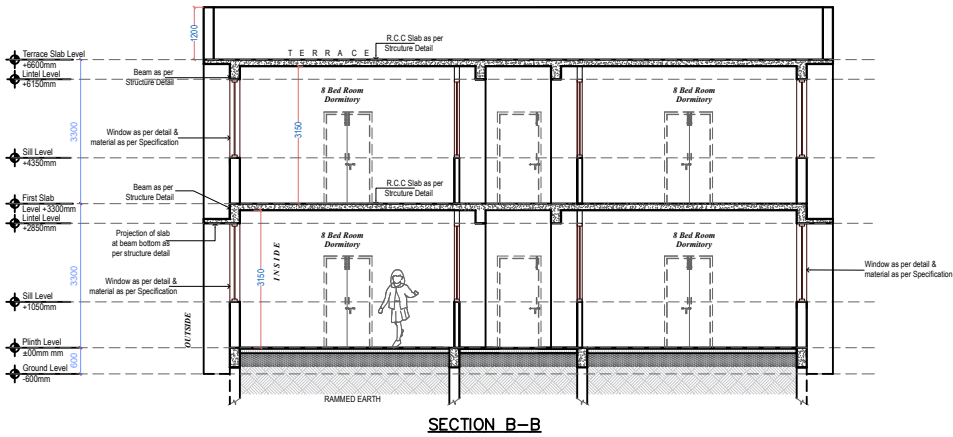 1200
R.C.C Slab as per
Strcuture Detail
T E R R A C E
Terrace Slab Level
+6600mm
Lintel Level
+6150mm
Beam as per
Structure Detail
8 Bed Room
Dormitory
8 Bed Room
Dormitory
3300
3150
Window as per detail &
material as per Specification
Sill Level
+4350mm
Beam as per
Structure Detail
R.C.C Slab as per
Strcuture Detail
First Slab
Level +3300mm
Lintel Level
+2850mm
Projection of slab
at beam bottom as
per structure detail
8 Bed Room
Dormitory
8 Bed Room
Dormitory
INSIDE
3300
3150
Window as per detail &
material as per Specification
Window as per detail &
material as per Specification
Sill Level
+1050mm
OUTSIDE
Plinth Level
±00mm mm
600
Ground Level
-600mm
RAMMED EARTH
SECTION B-B